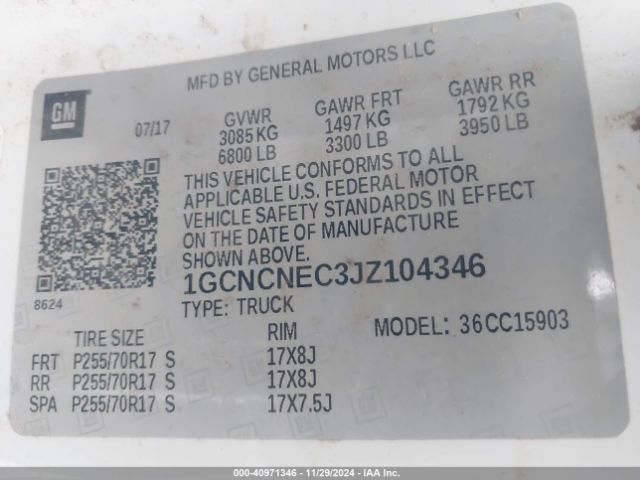 MFD BY GENERAL MOTORS LLC
GM
07/17
GVWR GAWR FRT GAWR RR
3085 KG 1497 KG 1792 KG
6800 LB 3300 LB 3950 LB
THIS VEHICLE CONFORMS TO ALL
APPLICABLE U.S. FEDERAL MOTOR
VEHICLE SAFETY STANDARDS IN EFFECT
ON THE DATE OF MANUFACTURE
SHOWN ABOVE.
8624
1GCNCNEC3JZ104346
TYPE: TRUCK
MODEL: 36CC15903
TIRE SIZE RIM
FRT P255/70R17 S 17X8J
RR P255/70R17 S 17X8J
SPA P255/70R17 S 17X7.5J
000-40971346 - 11/29/2024 - IAA Inc.